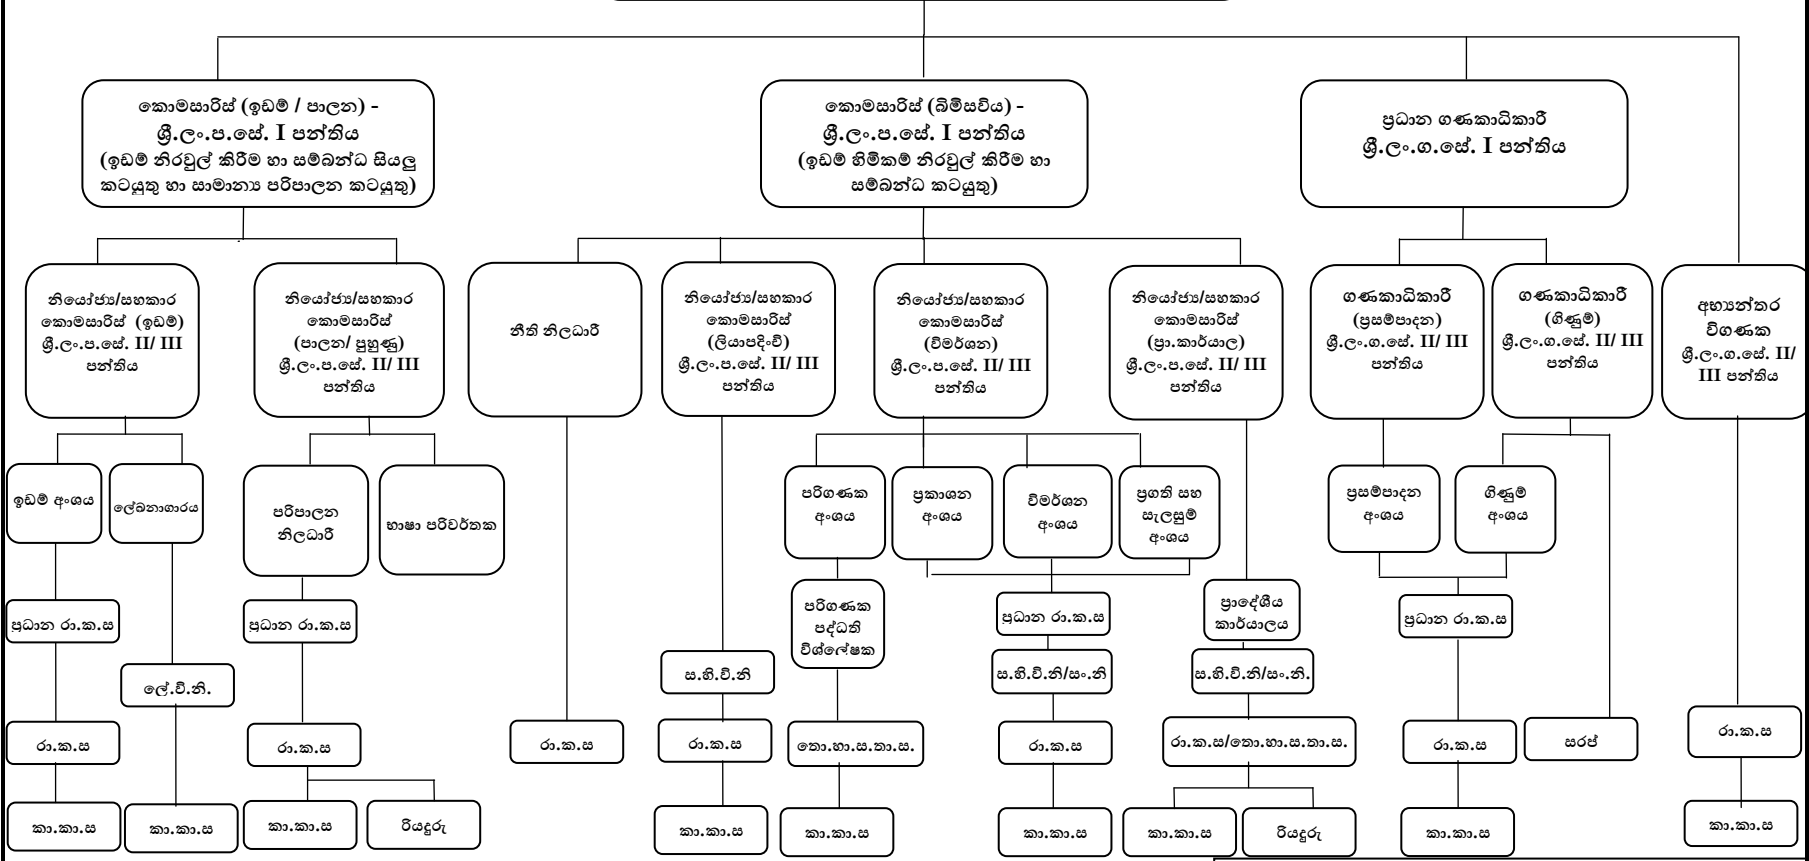 කොමසාරිස් (ඉඩම් / පාලන) -
ශ්‍රී.ලං.ප.සේ. I පන්තිය
(ඉඩම් නිරවුල් කිරීම හා සම්බන්ධ සියලු
කටයුතු හා සාමාන්‍ය පරිපාලන කටයුතු)
කොමසාරිස් (බිම්සවිය) -
ශ්‍රී.ලං.ප.සේ. I පන්තිය
(ඉඩම් හිමිකම් නිරවුල් කිරීම හා
සම්බන්ධ කටයුතු)
ප්‍රධාන ගණකාධිකාරී
ශ්‍රී.ලං.ග.සේ. I පන්තිය
නියෝජ්‍ය/සහකාර
කොමසාරිස් (ඉඩම්)
ශ්‍රී.ලං.ප.සේ. II/ III
පන්තිය
නියෝජ්‍ය/සහකාර
කොමසාරිස්
(පාලන/ පුහුණු)
ශ්‍රී.ලං.ප.සේ. II/ III
පන්තිය
නීති නිලධාරී
නියෝජ්‍ය/සහකාර
කොමසාරිස්
(ලියාපදිංචි)
ශ්‍රී.ලං.ප.සේ. II/ III
පන්තිය
නියෝජ්‍ය/සහකාර
කොමසාරිස්
(විමර්ශන)
ශ්‍රී.ලං.ප.සේ. II/ III
පන්තිය
නියෝජ්‍ය/සහකාර
කොමසාරිස්
(ප්‍රා.කාර්යාල)
ශ්‍රී.ලං.ප.සේ. II/ III
පන්තිය
ගණකාධිකාරී
(ප්‍රසම්පාදන)
ශ්‍රී.ලං.ග.සේ. II/ III
පන්තිය
ගණකාධිකාරී
(ගිණුම්)
ශ්‍රී.ලං.ග.සේ. II/ III
පන්තිය
අභ්‍යන්තර
විගණක
ශ්‍රී.ලං.ග.සේ. II/
III පන්තිය
ඉඩම් අංශය
ලේඛනාගාරය
පරිපාලන
නිලධාරී
භාෂා පරිවර්තක
පරිගණක
අංශය
ප්‍රකාශන
අංශය
විමර්ශන
අංශය
ප්‍රගති සහ
සැලසුම්
අංශය
ප්‍රසම්පාදන
අංශය
ගිණුම්
අංශය
ප්‍රධාන රා.ක.ස
ප්‍රධාන රා.ක.ස
පරිගණක
පද්ධති
විශ්ලේෂක
ප්‍රධාන රා.ක.ස
ප්‍රාදේශීය
කාර්යාලය
ප්‍රධාන රා.ක.ස
ලේ.වි.නි.
ස.හි.වි.නි
ස.හි.වි.නි/සං.නි
ස.හි.වි.නි/සං.නි.
රා.ක.ස
රා.ක.ස
රා.ක.ස
රා.ක.ස
තො.හා.ස.තා.ස.
රා.ක.ස
රා.ක.ස/තො.හා.ස.තා.ස.
රා.ක.ස
සරප්
රා.ක.ස
කා.කා.ස
කා.කා.ස
කා.කා.ස
රියදුරු
කා.කා.ස
කා.කා.ස
කා.කා.ස
කා.කා.ස
රියදුරු
කා.කා.ස
කා.කා.ස